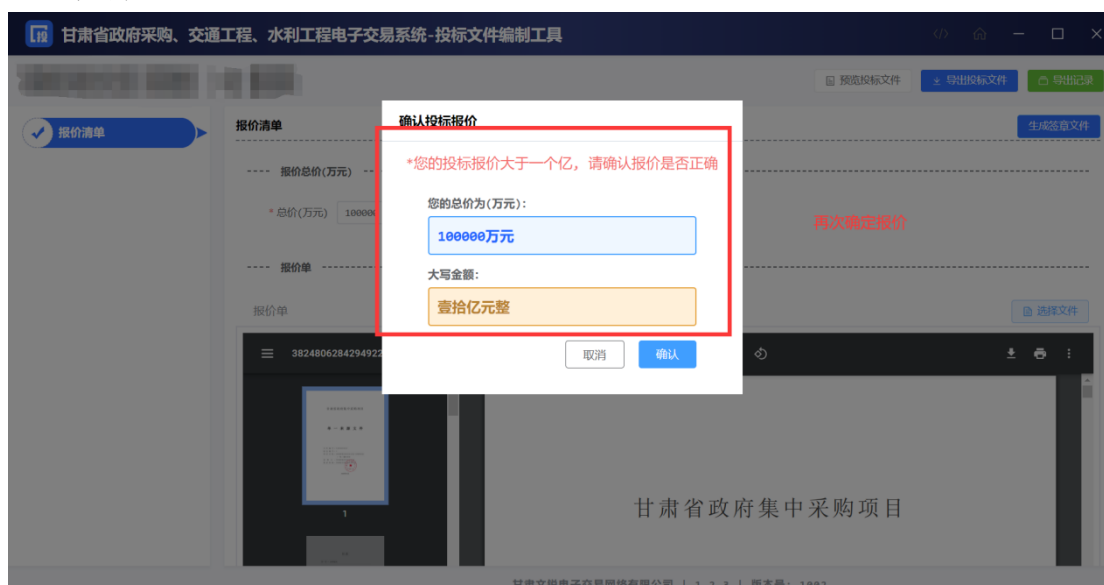 投 甘肃省政府采购、交通工程、水利工程电子交易系统-投标文件编制工具
预览投标文件 导出投标文件 导出记录
报价清单
报价清单
生成签章文件
---- 报价总价(万元) --
* 总价(万元) 100000
---- 报价单
报价单
选择文件
确认投标报价
*您的投标报价大于一个亿，请确认报价是否正确
您的总价为(万元)：
100000万元
大写金额：
壹拾亿元整
取消 确认
再次确定报价
3824806284294922
1
甘肃省政府集中采购项目